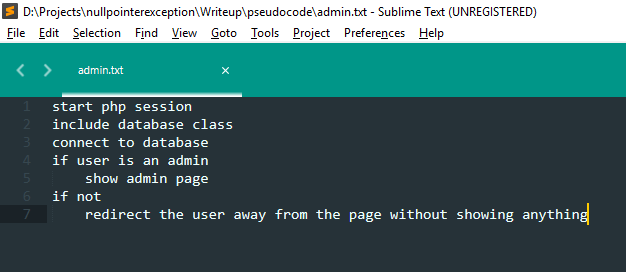 D:\Projects\nullpointerexception\Writeup\pseudocode\admin.txt - Sublime Text (UNREGISTERED)
File Edit Selection Find View Goto Tools Project Preferences Help
admin.txt
1 start php session
2 include database class
3 connect to database
4 if user is an admin
5 show admin page
6 if not
7 redirect the user away from the page without showing anything